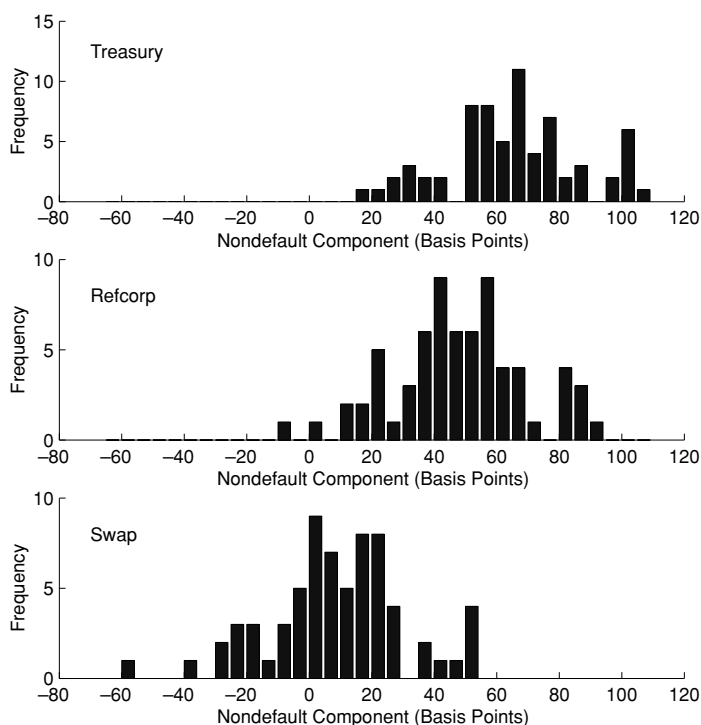 15
Treasury
10
Frequency
5
0
–80 –60 –40 –20 0 20 40 60 80 100 120
Nondefault Component (Basis Points)
10
Refcorp
Frequency
5
0
–80 –60 –40 –20 0 20 40 60 80 100 120
Nondefault Component (Basis Points)
10
Swap
Frequency
5
0
–80 –60 –40 –20 0 20 40 60 80 100 120
Nondefault Component (Basis Points)